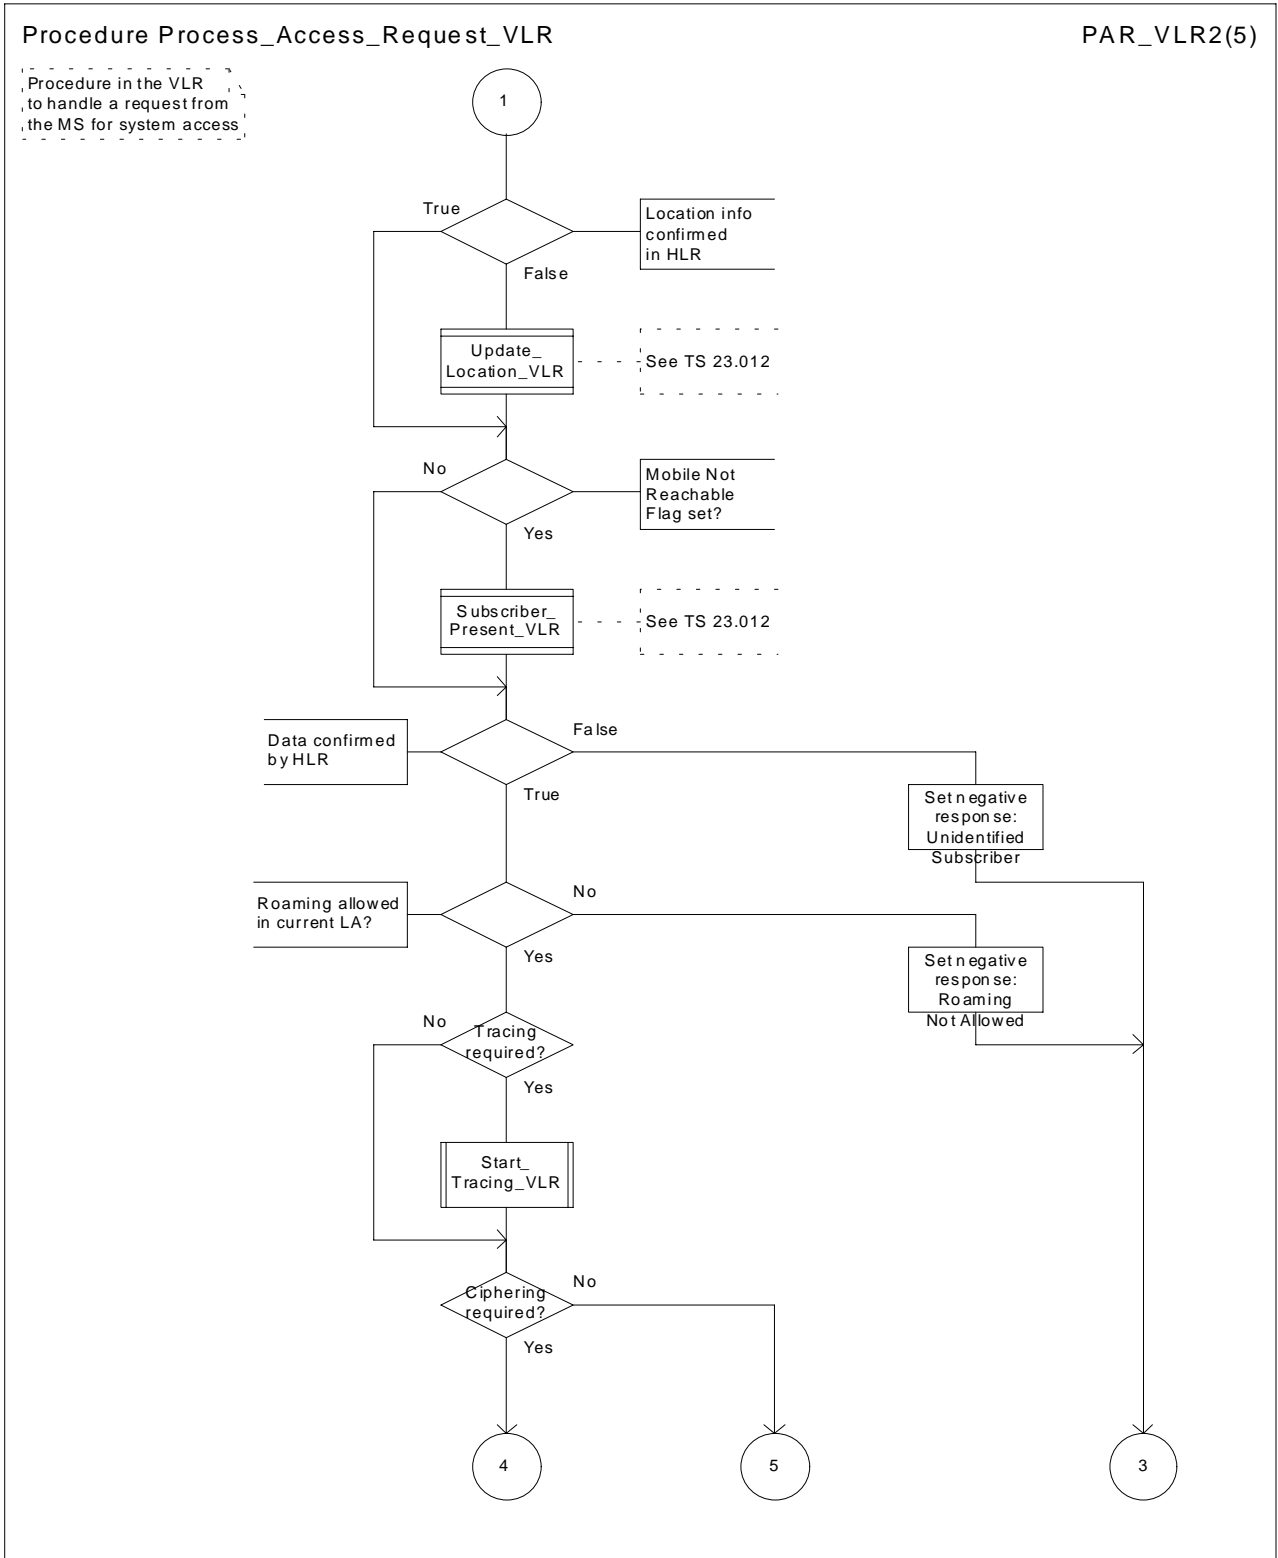 Procedure Process_Access_Request_VLR
PAR_VLR2(5)
Procedure in the VLR
to handle a request from
the MS for system access
1
True
Location info
confirmed
in HLR
False
Update_
Location_VLR
See TS 23.012
No
Mobile Not
Reachable
Flag set?
Yes
Subscriber_
Present_VLR
See TS 23.012
Data confirmed
by HLR
False
True
Set negative
response:
Unidentified
Subscriber
Roaming allowed
in current LA?
No
Yes
Set negative
response:
Roaming
Not Allowed
No
Tracing
required?
Yes
Start_
Tracing_VLR
Ciphering
required?
No
Yes
4
5
3